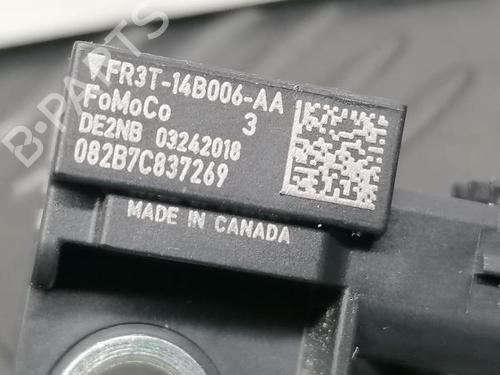 FR3T-14B006-AA
FoMoCo 3
DE2NB 03242018
082B7C837269
MADE IN CANADA
B-PARTS